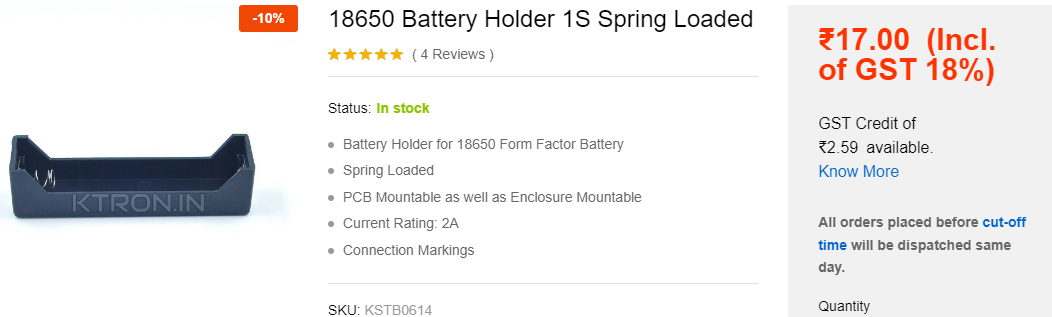 -10%
KTRON.IN
18650 Battery Holder 1S Spring Loaded
( 4 Reviews )
Status: In stock
Battery Holder for 18650 Form Factor Battery
Spring Loaded
PCB Mountable as well as Enclosure Mountable
Current Rating: 2A
Connection Markings
SKU: KSTB0614
₹17.00 (Incl.
of GST 18%)
GST Credit of
₹2.59 available.
Know More
All orders placed before cut-off
time will be dispatched same
day.
Quantity